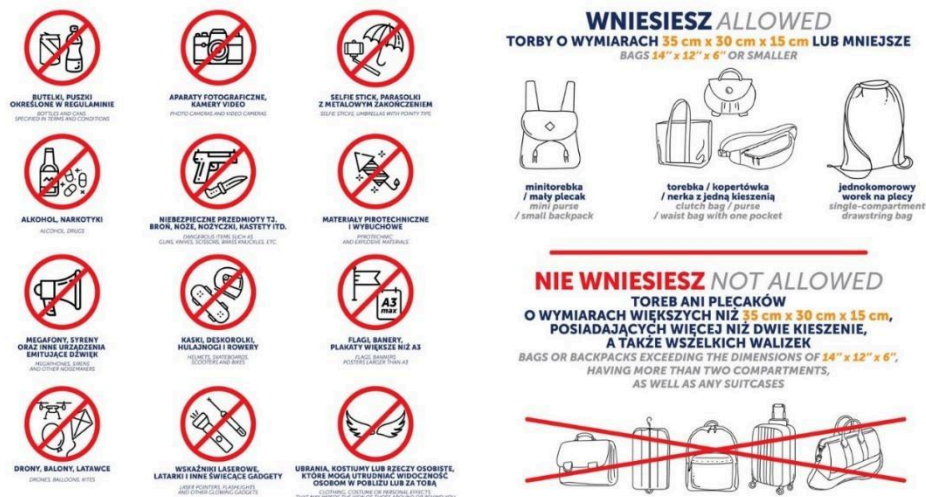 BUTELKI, PUSZKI
OKREŚLONE W REGULAMINIE
BOTTLES AND CANS
SPECIFIED IN TERMS AND CONDITIONS
APARATY FOTOGRAFICZNE,
KAMERY VIDEO
PHOTO CAMERAS AND VIDEO CAMERAS
SELFIE STICK, PARASOLKI
Z METALOWYM ZAKOŃCZENIEM
SELFIE STICKS, UMBRELLAS WITH POINTY TIPS
ALKOHOL, NARKOTYKI
ALCOHOL, DRUGS
NIEBEZPIECZNE PRZEDMIOTY TJ.
BROŃ, NOŻE, NOŻYCZKI, KASTETY ITD.
DANGEROUS ITEMS SUCH AS
GUNS, KNIVES, SCISSORS, BRASS KNUCKLES, ETC
MATERIAŁY PIROTECHNICZNE
I WYBUCHOWE
PYROTECHNIC
AND EXPLOSIVE MATERIALS
MEGAFONY, SYRENY
ORAZ INNE URZĄDZENIA
EMITUJĄCE DŹWIĘK
MEGAPHONES, SIRENS
AND OTHER NOISEMAKERS
KASKI, DESKOROLKI,
HULAJNOGI I ROWERY
HELMETS, SKATEBOARDS,
SCOOTERS AND BIKES
A3
max
FLAGI, BANERY,
PLAKATY WIĘKSZE NIŻ A3
FLAGS, BANNERS,
POSTERS LARGER THAN A3
DRONY, BALONY, LATAWCE
DRONES, BALLOONS, KITES
WSKAŹNIKI LASEROWE,
LATARKI I INNE ŚWIECĄCE GADGETY
LASER POINTERS, FLASHLIGHTS
AND OTHER GLOWING GADGETS
UBRANIA, KOSTIUMY LUB RZECZY OSOBISTE,
KTÓRE MOGĄ UTRUDNIAĆ WIDOCZNOŚĆ
OSOBOM W POBLIŻU LUB ZA TOBĄ
CLOTHING, COSTUME OR PERSONAL EFFECTS
WNIESIESZ ALLOWED
TORBY O WYMIARACH 35 cm x 30 cm x 15 cm LUB MNIEJSZE
BAGS 14" x 12" x 6" OR SMALLER
minitorebka
/ mały plecak
mini purse
/ small backpack
torebka / kopertówka
/ nerka z jedną kieszenią
clutch bag / purse
/ waist bag with one pocket
jednokomorowy
worek na plecy
single-compartment
drawstring bag
NIE WNIESIESZ NOT ALLOWED
TOREB ANI PLECAKÓW
O WYMIARACH WIĘKSZYCH NIŻ 35 cm x 30 cm x 15 cm,
POSIADAJĄCYCH WIĘCEJ NIŻ DWIE KIESZENIE,
A TAKŻE WSZELKICH WALIZEK
BAGS OR BACKPACKS EXCEEDING THE DIMENSIONS OF 14" x 12" x 6",
HAVING MORE THAN TWO COMPARTMENTS,
AS WELL AS ANY SUITCASES